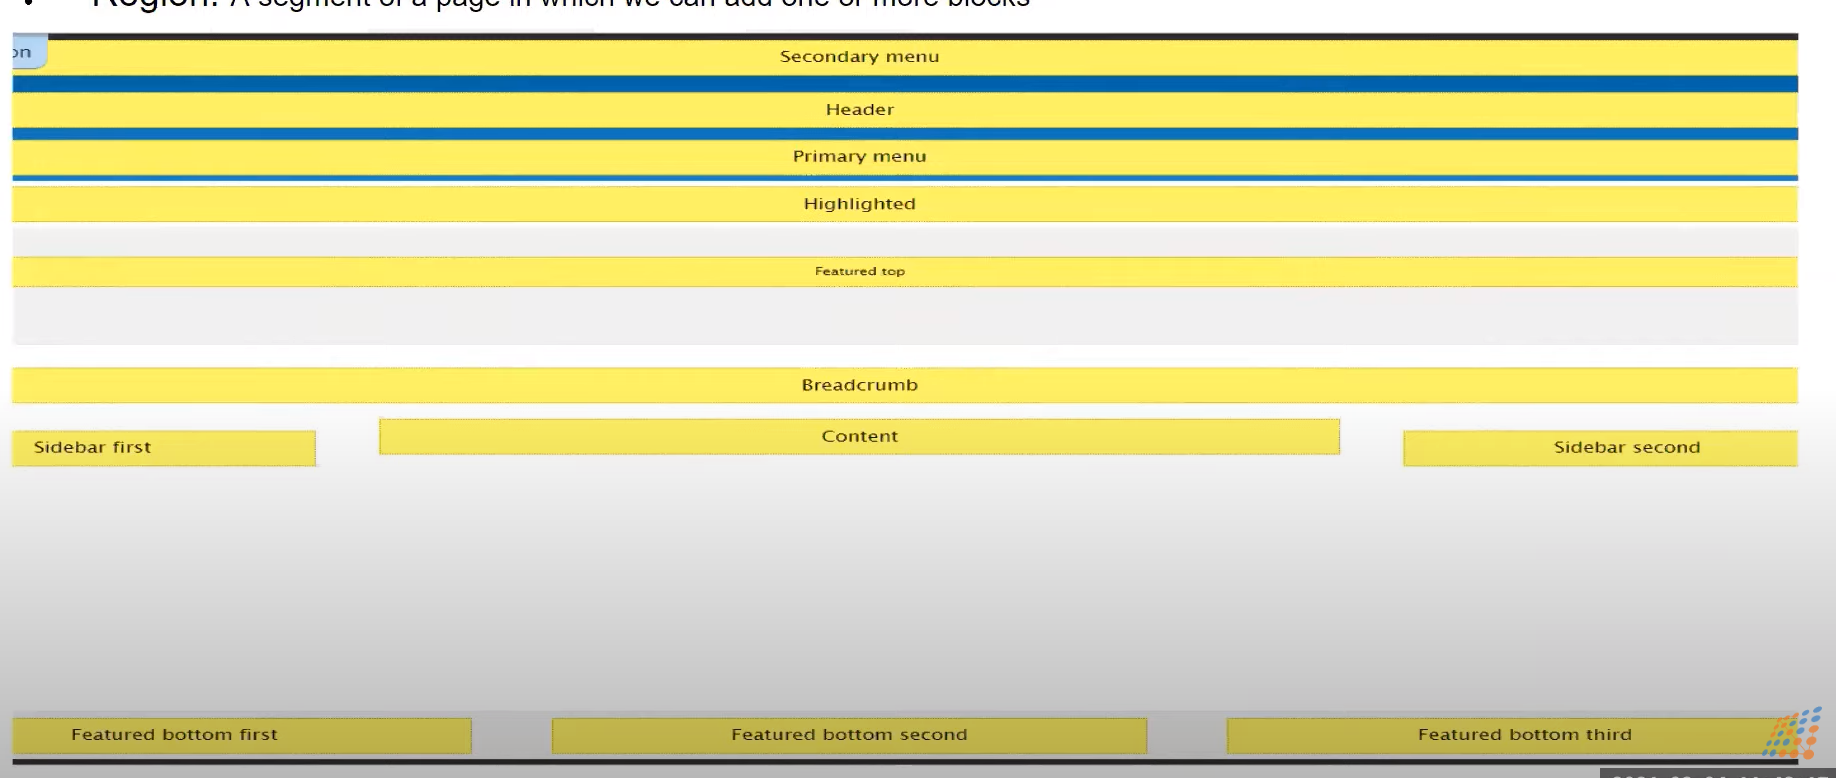 • Region: A segment of a page in which we can add one or more blocks
on
Secondary menu
Header
Primary menu
Highlighted
Featured top
Breadcrumb
Sidebar first
Content
Sidebar second
Featured bottom first
Featured bottom second
Featured bottom third